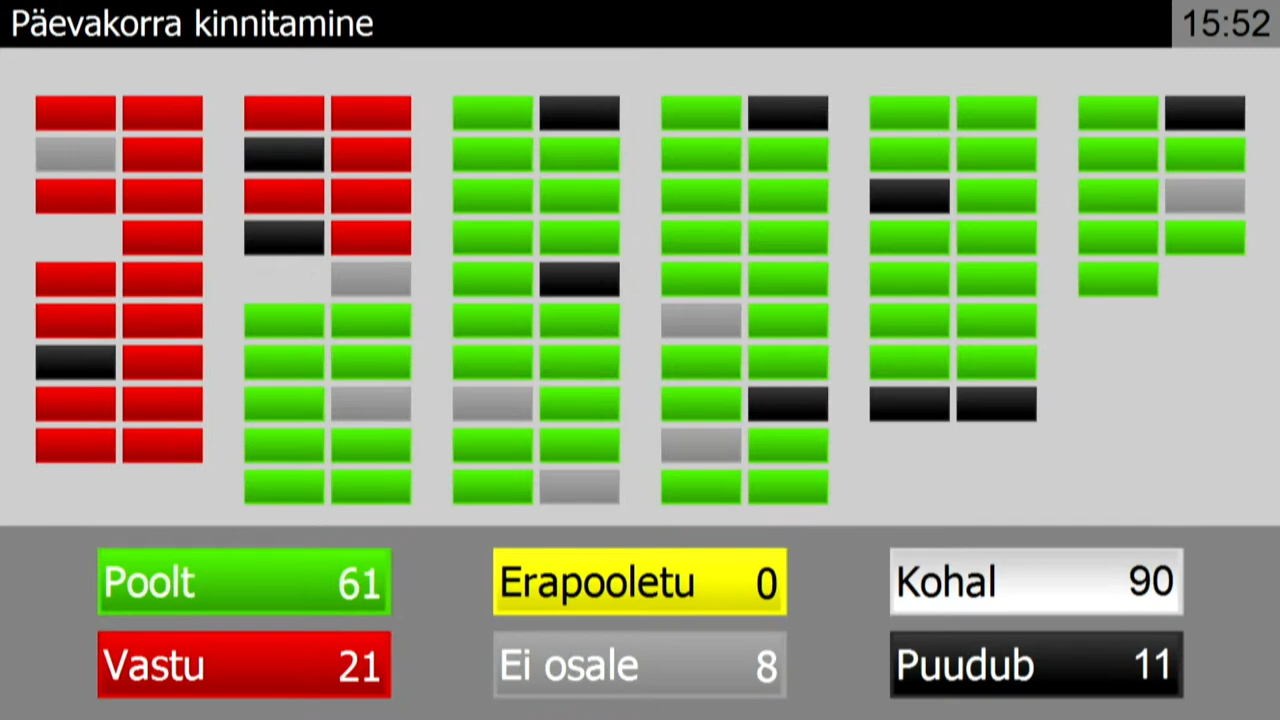 Päevakorra kinnitamine 15:52
Poolt 61 Erapooletu 0 Kohal 90
Vastu 21 Ei osale 8 Puudub 11